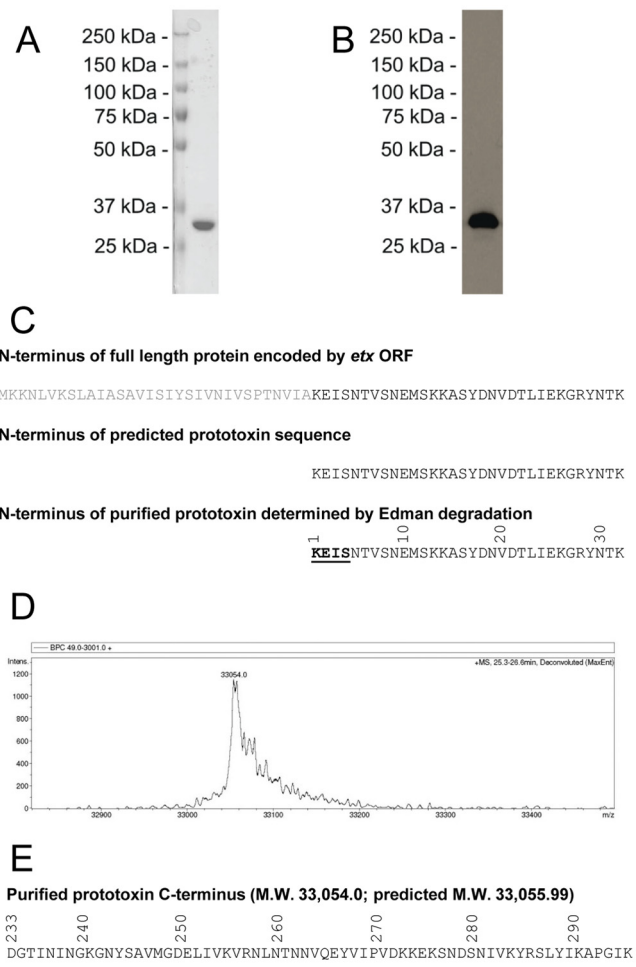 A
250 kDa -
150 kDa -
100 kDa -
75 kDa -
50 kDa -
37 kDa -
25 kDa -
B
250 kDa -
150 kDa -
100 kDa -
75 kDa -
50 kDa -
37 kDa -
25 kDa -
C
N-terminus of full length protein encoded by etx ORF
MKKNLVKSLAIASAVISIYSIVNIVSPTNVIAKEISNTVSNEMSKKASYDNVDTLIEKGRYNTK
N-terminus of predicted prototoxin sequence
KEISNTVSNEMSKKASYDNVDTLIEKGRYNTK
N-terminus of purified prototoxin determined by Edman degradation
1 10 20 30
KEISNTVSNEMSKKASYDNVDTLIEKGRYNTK
D
BPC 49.0-3001.0 +
Intens.
+MS, 25.3-26.6min, Deconvoluted (MaxEnt)
33054.0
1200
1000
800
600
400
200
0
32900 33000 33100 33200 33300 33400 m/z
E
Purified prototoxin C-terminus (M.W. 33,054.0; predicted M.W. 33,055.99)
233 240 250 260 270 280 290
DGTININGKGNYSAVMGDELIVKVRNLNTNNVQEYVIPVDKKEKSNDSNIVKYRSLYIKAPGIK